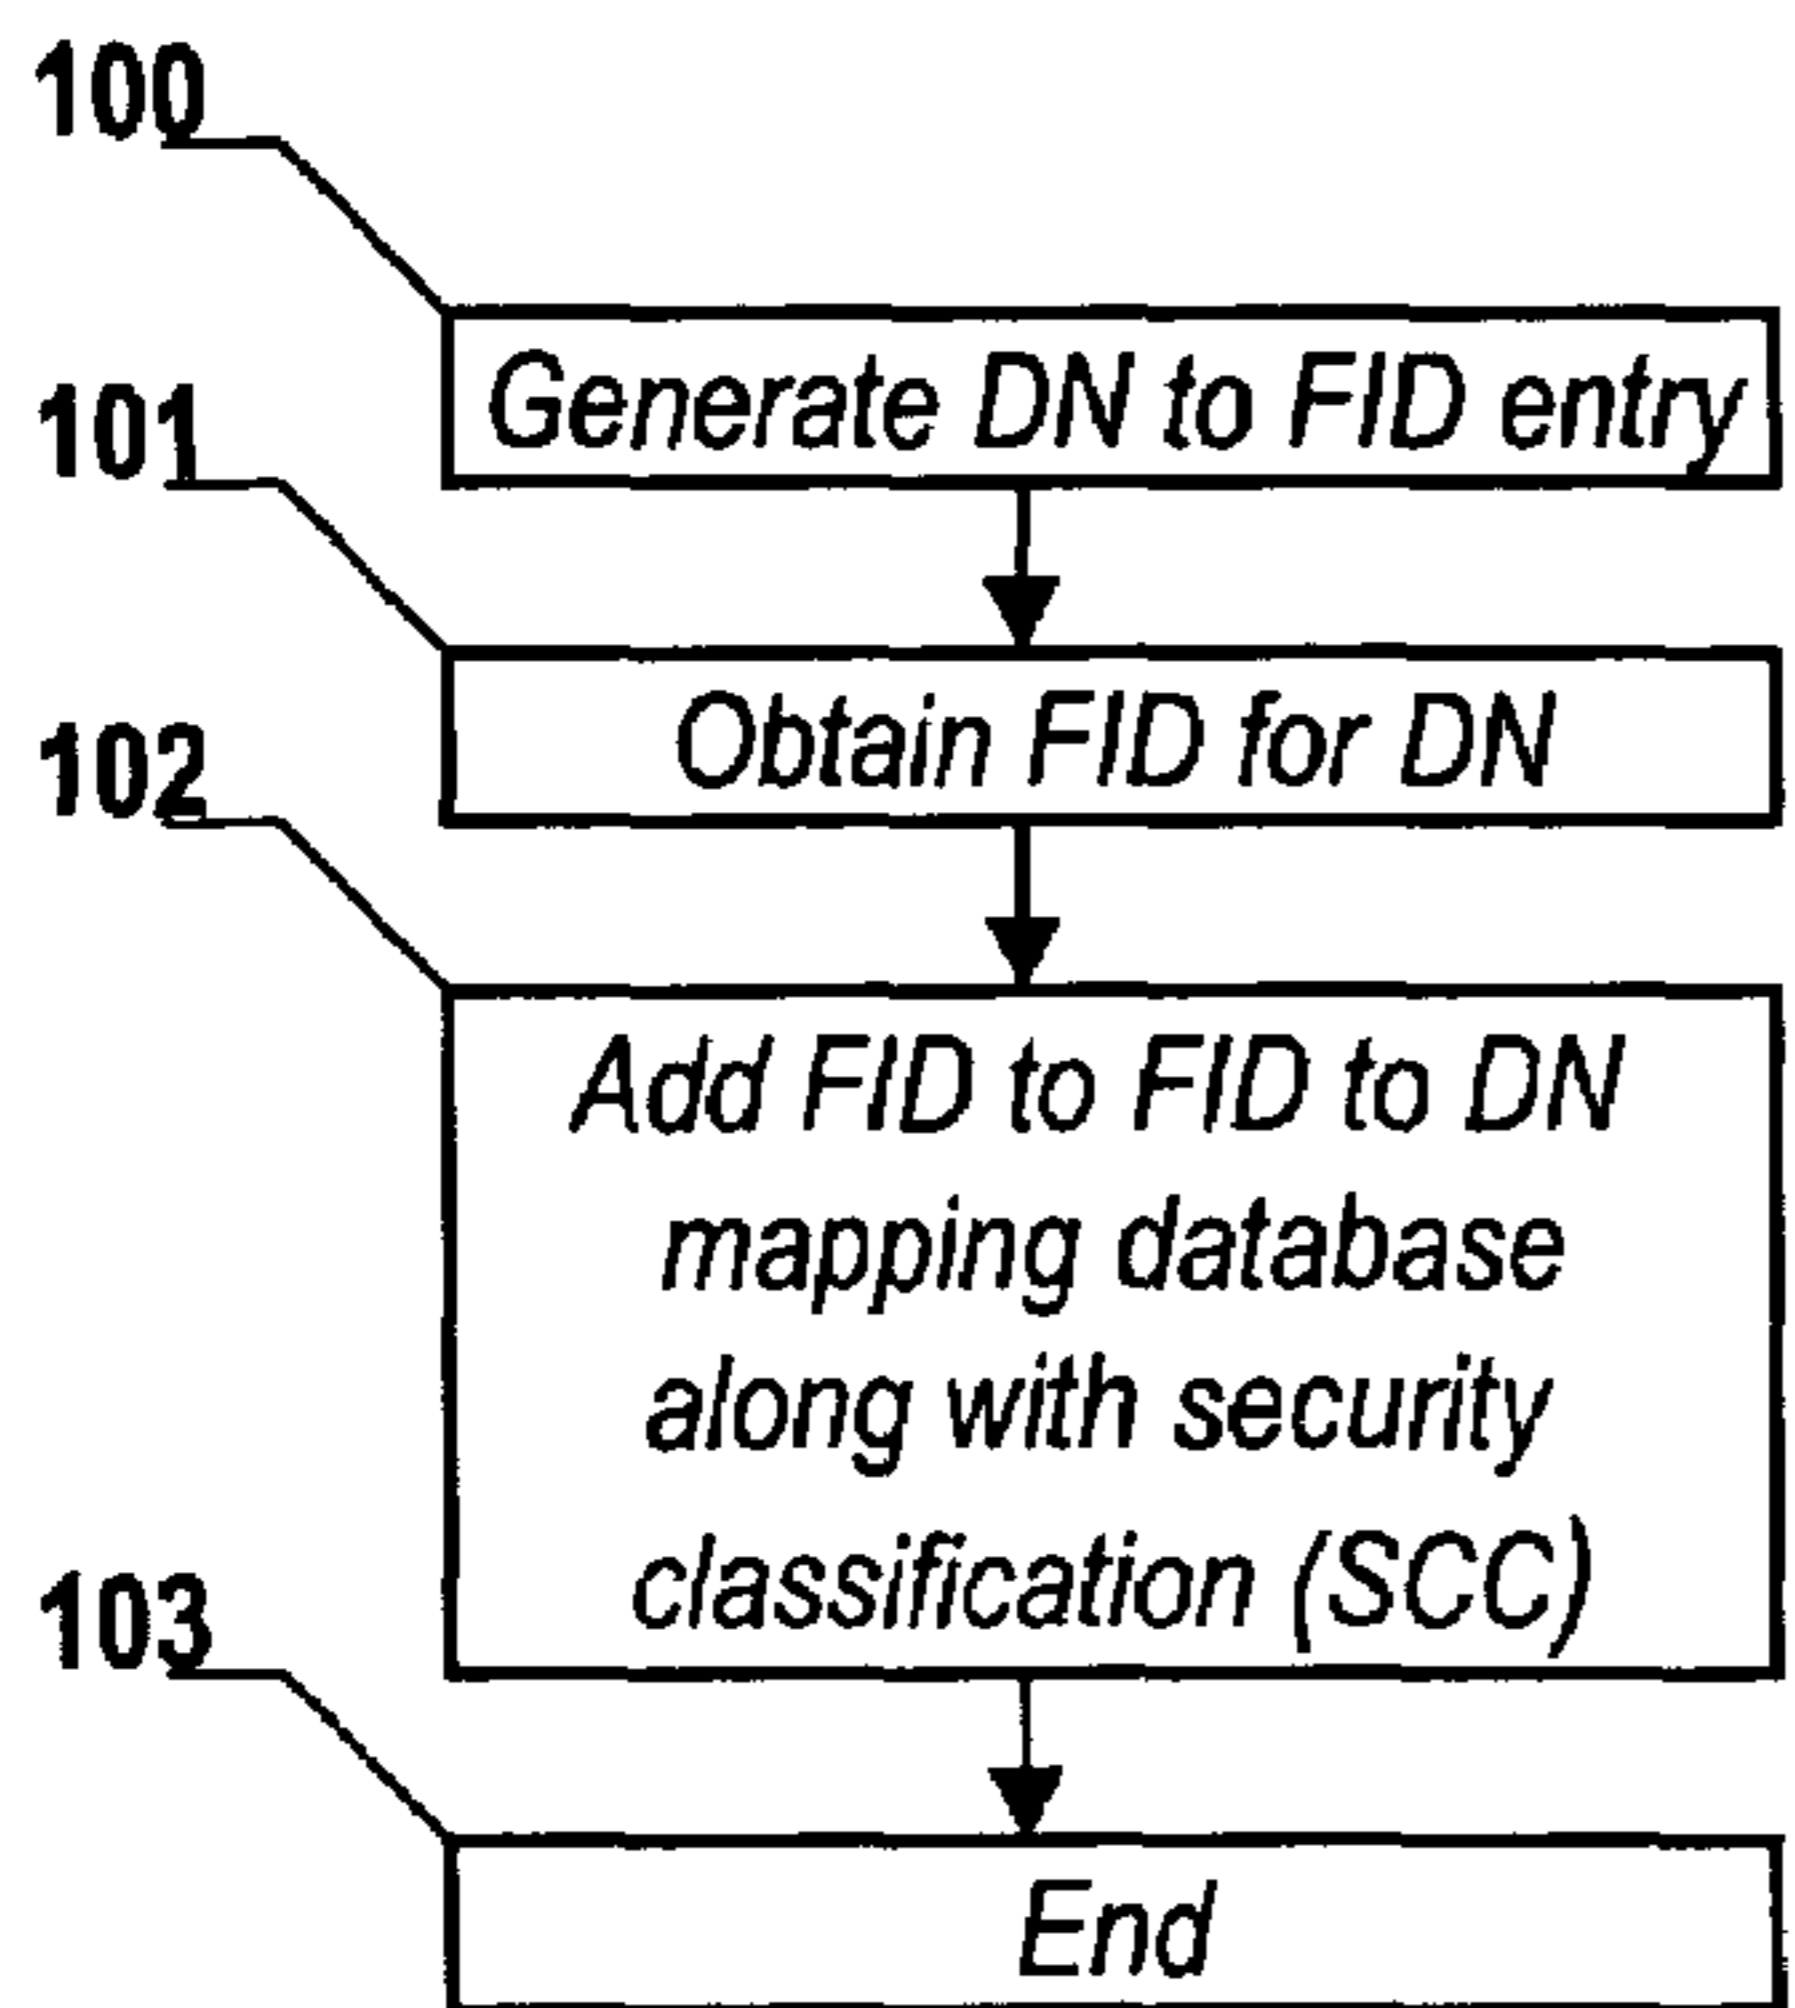 100
Generate DN to FID entry
101
Obtain FID for DN
102
Add FID to FID to DN
mapping database
along with security
classification (SCC)
103
End